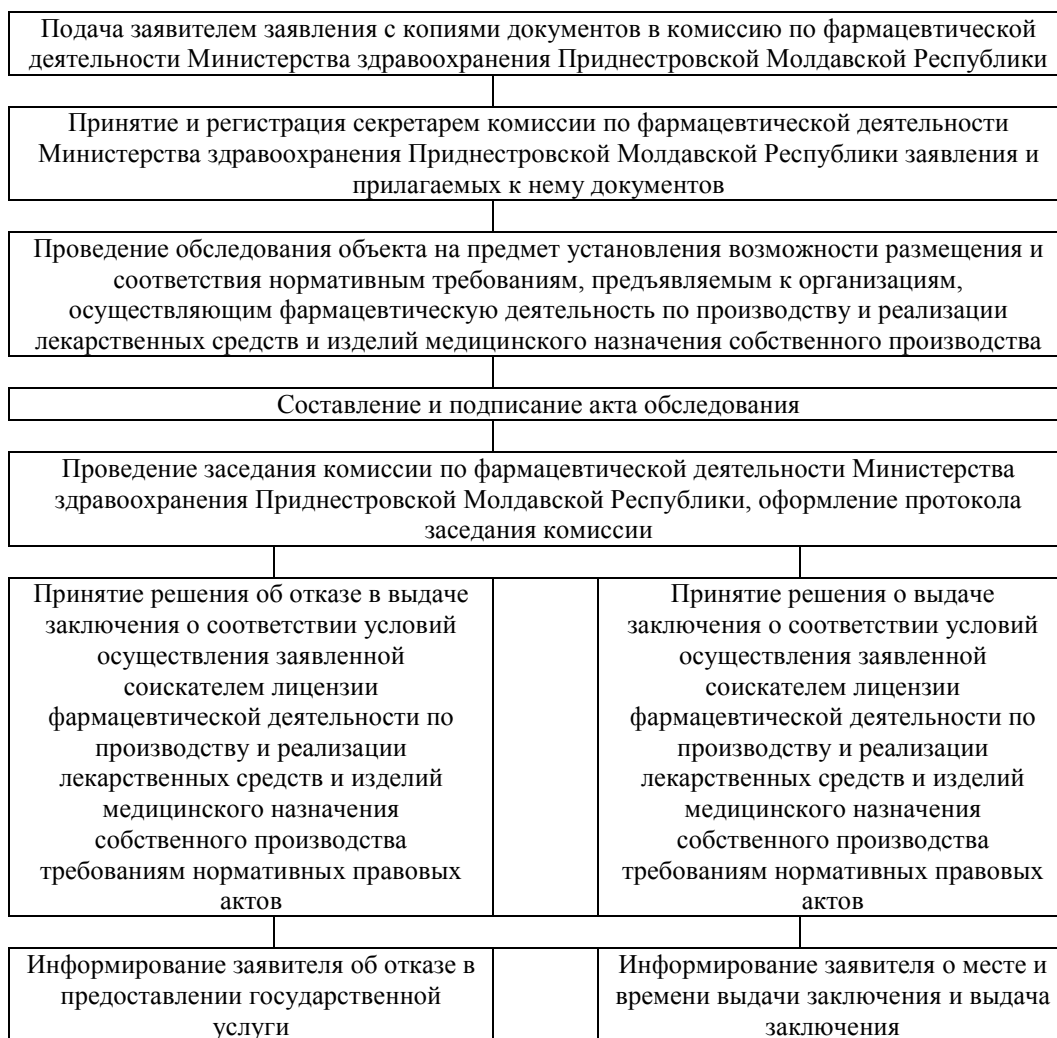 Подача заявителем заявления с копиями документов в комиссию по фармацевтической
деятельности Министерства здравоохранения Приднестровской Молдавской Республики
Принятие и регистрация секретарем комиссии по фармацевтической деятельности
Министерства здравоохранения Приднестровской Молдавской Республики заявления и
прилагаемых к нему документов
Проведение обследования объекта на предмет установления возможности размещения и
соответствия нормативным требованиям, предъявляемым к организациям,
осуществляющим фармацевтическую деятельность по производству и реализации
лекарственных средств и изделий медицинского назначения собственного производства
Составление и подписание акта обследования
Проведение заседания комиссии по фармацевтической деятельности Министерства
здравоохранения Приднестровской Молдавской Республики, оформление протокола
заседания комиссии
Принятие решения об отказе в выдаче
заключения о соответствии условий
осуществления заявленной
соискателем лицензии
фармацевтической деятельности по
производству и реализации
лекарственных средств и изделий
медицинского назначения
собственного производства
требованиям нормативных правовых
актов
Принятие решения о выдаче
заключения о соответствии условий
осуществления заявленной
соискателем лицензии
фармацевтической деятельности по
производству и реализации
лекарственных средств и изделий
медицинского назначения
собственного производства
требованиям нормативных правовых
актов
Информирование заявителя об отказе в
предоставлении государственной
услуги
Информирование заявителя о месте и
времени выдачи заключения и выдача
заключения